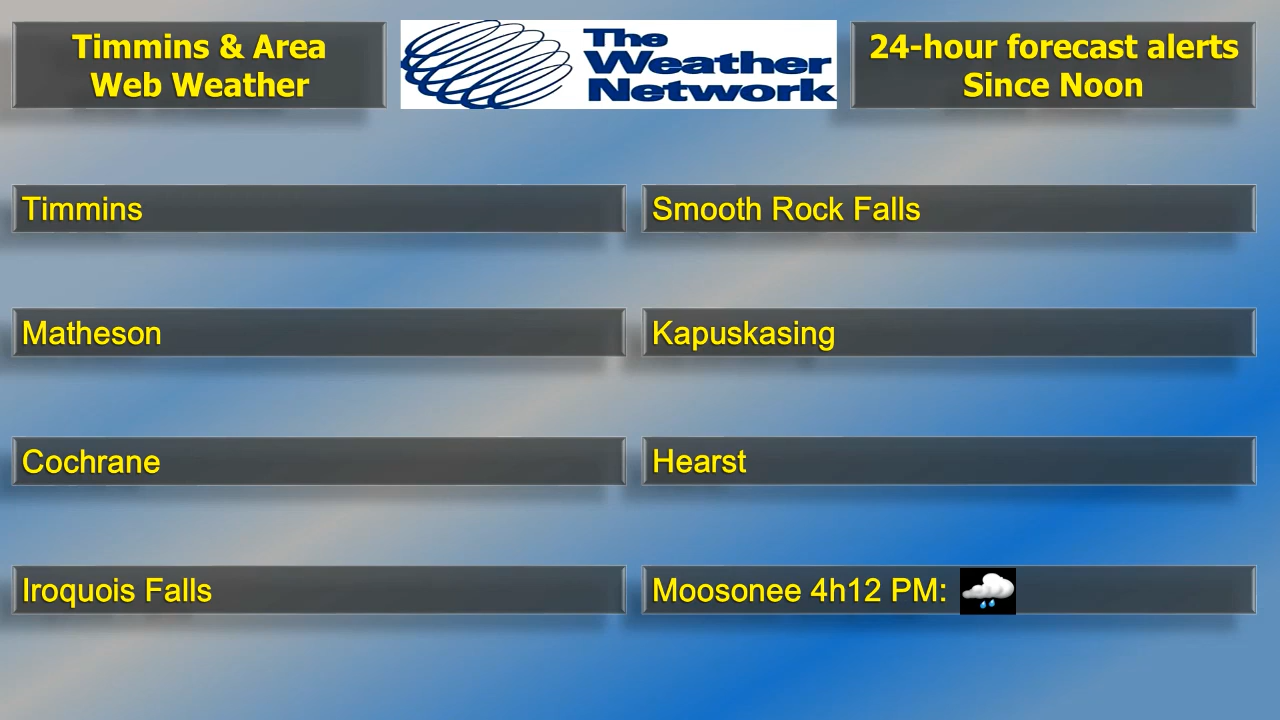 Timmins & Area
Web Weather
The
Weather
Network
24-hour forecast alerts
Since Noon
Timmins
Smooth Rock Falls
Matheson
Kapuskasing
Cochrane
Hearst
Iroquois Falls
Moosonee 4h12 PM: